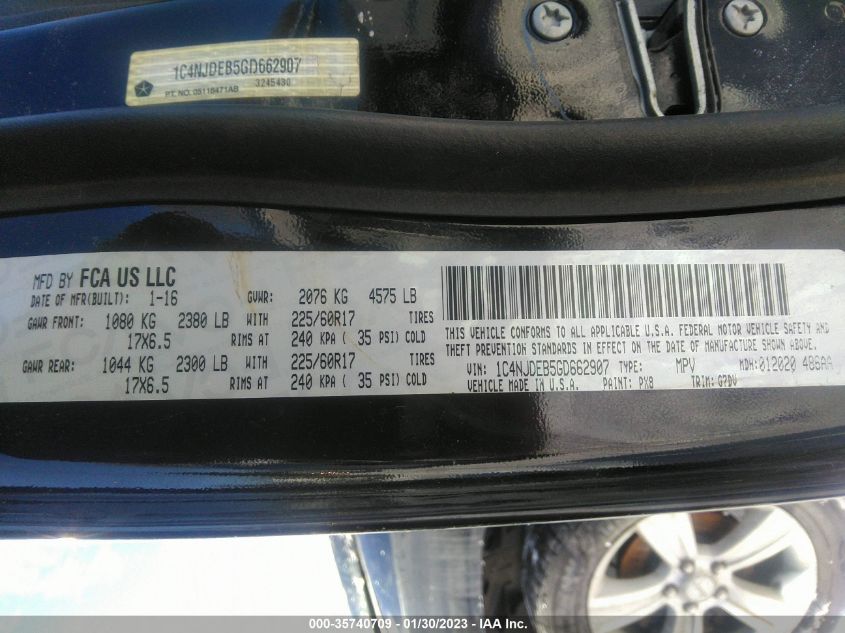 1C4NJDEB5GD662907
3245430
PT. NO. 05116471AB
MFD BY FCA US LLC
DATE OF MFR(BUILT): 1-16 GVWR: 2076 KG 4575 LB
GAWR FRONT: 1080 KG 2380 LB WITH 225/60R17 TIRES
17X6.5 RIMS AT 240 KPA ( 35 PSI) COLD
GAWR REAR: 1044 KG 2300 LB WITH 225/60R17 TIRES
17X6.5 RIMS AT 240 KPA ( 35 PSI) COLD
THIS VEHICLE CONFORMS TO ALL APPLICABLE U.S.A. FEDERAL MOTOR VEHICLE SAFETY AND
THEFT PREVENTION STANDARDS IN EFFECT ON THE DATE OF MANUFACTURE SHOWN ABOVE.
VIN: 1C4NJDEB5GD662907 TYPE: MPV MDH: 012020 486AA
VEHICLE MADE IN U.S.A. PAINT: PX8 TRIM: G7DV
000-35740709 - 01/30/2023 - IAA Inc.